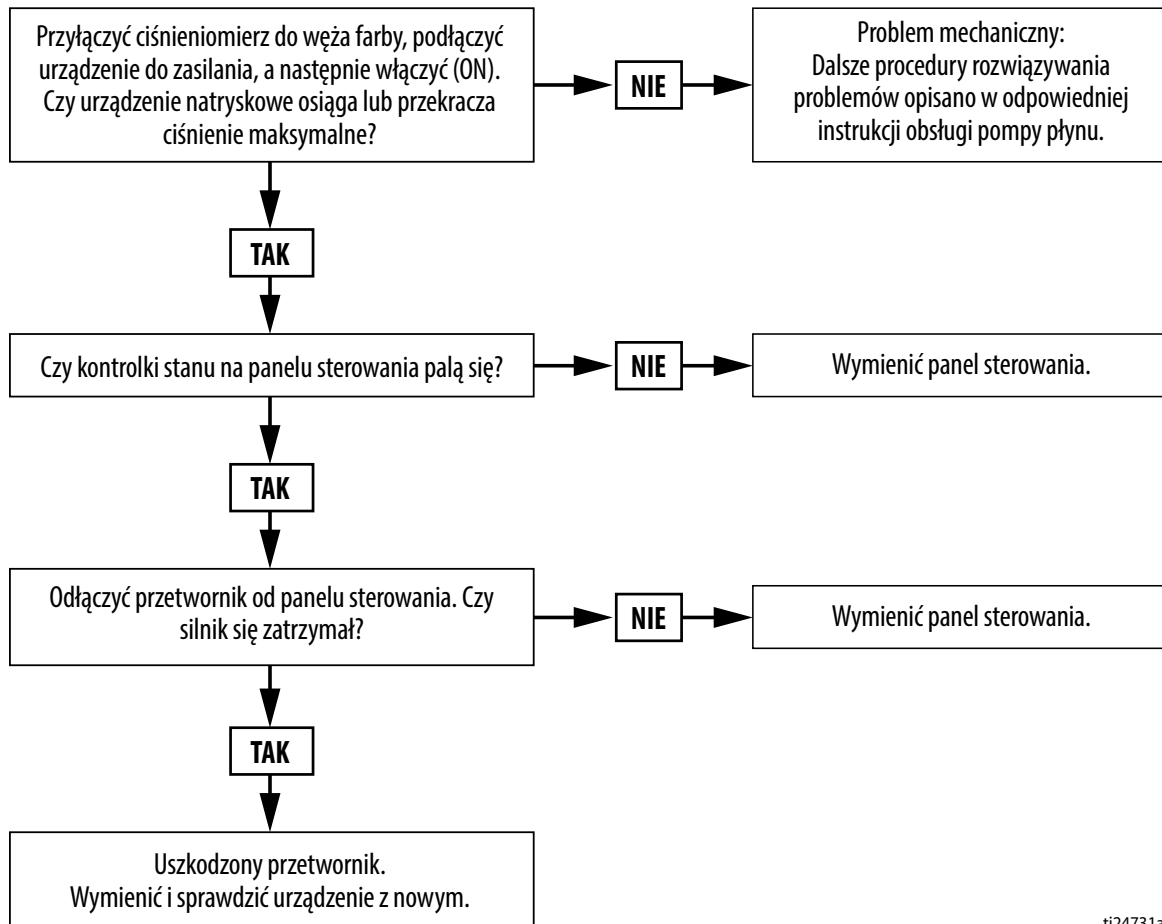 Przyłączyć ciśnieniomierz do węża farby, podłączyć
urządzenie do zasilania, a następnie włączyć (ON).
Czy urządzenie natryskowe osiąga lub przekracza
ciśnienie maksymalne?
NIE
Problem mechaniczny:
Dalsze procedury rozwiązywania
problemów opisano w odpowiedniej
instrukcji obsługi pompy płynu.
TAK
Czy kontrolki stanu na panelu sterowania palą się?
NIE
Wymienić panel sterowania.
TAK
Odłączyć przetwornik od panelu sterowania. Czy
silnik się zatrzymał?
NIE
Wymienić panel sterowania.
TAK
Uszkodzony przetwornik.
Wymienić i sprawdzić urządzenie z nowym.
ti24731a